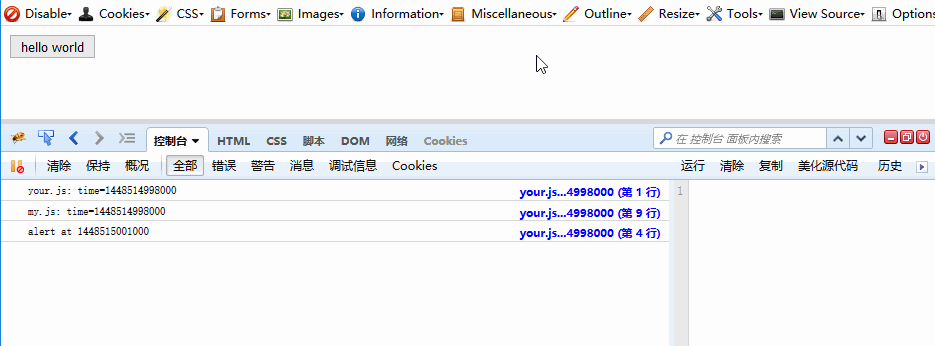 Disable▾ Cookies▾ CSS▾ Forms▾ Images▾ Information▾ Miscellaneous▾ Outline▾ Resize▾ Tools▾ View Source▾ Options
hello world
控制台 ▾ HTML CSS 脚本 DOM 网络 Cookies 在 控制台 面板内搜索
清除 保持 概况 全部 错误 警告 消息 调试信息 Cookies 运行 清除 复制 美化源代码 历史
your.js: time=1448514998000 your.js...4998000 (第 1 行) 1
my.js: time=1448514998000 your.js...4998000 (第 9 行)
alert at 1448515001000 your.js...4998000 (第 4 行)